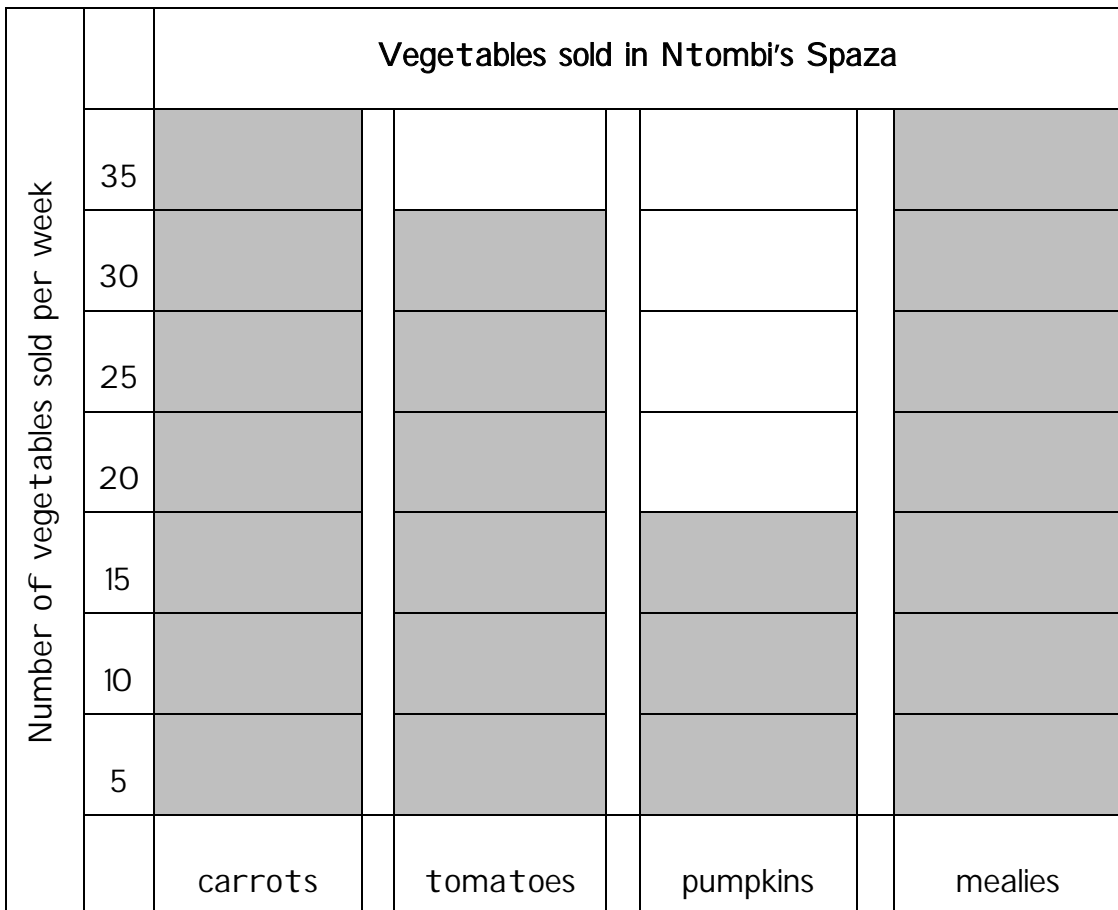 Vegetables sold in Ntombi's Spaza
Number of vegetables sold per week
35
30
25
20
15
10
5
carrots tomatoes pumpkins mealies